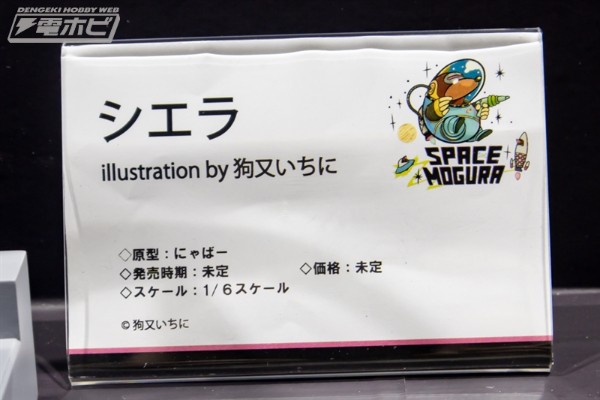 DENGEKI HOBBY WEB
電ホビ
シエラ
illustration by 狗又いちに
SPACE
MOGURA
◇原型：にゃばー
◇発売時期：未定
◇価格：未定
◇スケール：1/6スケール
©狗又いちに